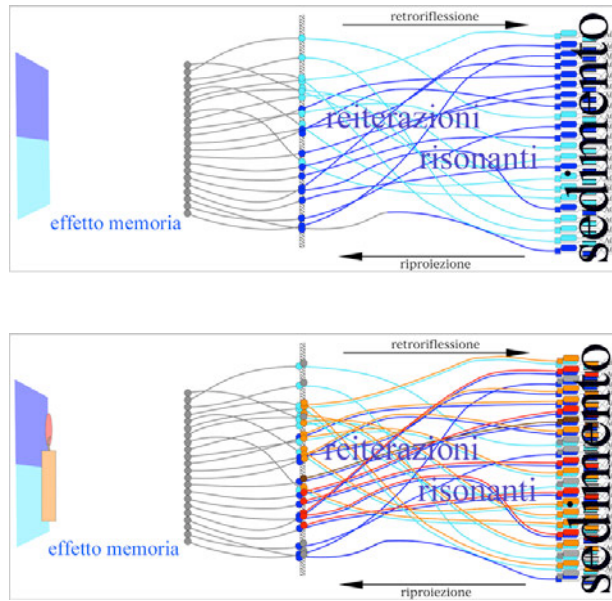 retroriflessione
reiterazioni
risonanti
effetto memoria
riproiezione
sedimento
retroriflessione
reiterazioni
risonanti
effetto memoria
riproiezione
sedimento